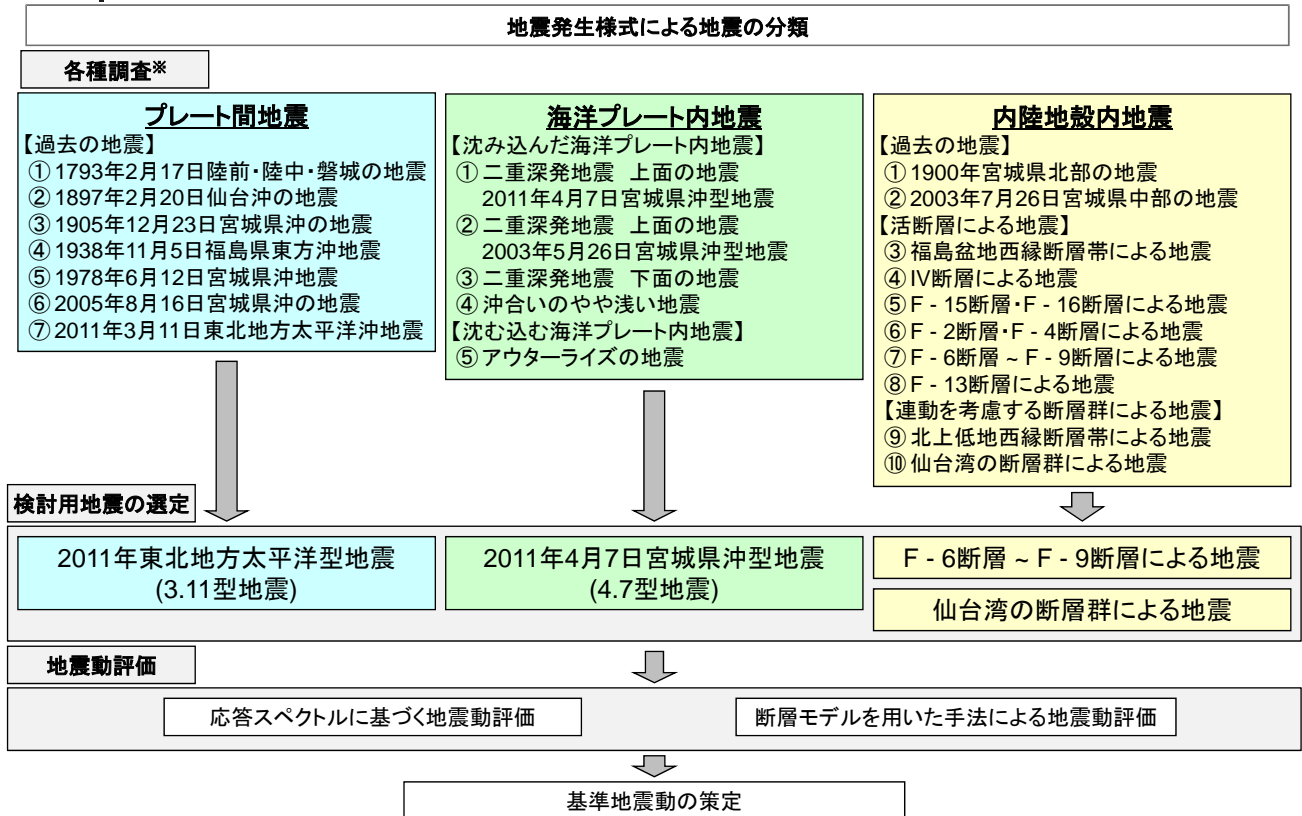 地震発生様式による地震の分類
各種調査※
プレート間地震
【過去の地震】
①1793年2月17日陸前・陸中・磐城の地震
②1897年2月20日仙台沖の地震
③1905年12月23日宮城県沖の地震
④1938年11月5日福島県東方沖地震
⑤1978年6月12日宮城県沖地震
⑥2005年8月16日宮城県沖の地震
⑦2011年3月11日東北地方太平洋沖地震
海洋プレート内地震
【沈み込んだ海洋プレート内地震】
①二重深発地震 上面の地震
2011年4月7日宮城県沖型地震
②二重深発地震 上面の地震
2003年5月26日宮城県沖型地震
③二重深発地震 下面の地震
④沖合いのやや浅い地震
【沈む込む海洋プレート内地震】
⑤アウターライズの地震
内陸地殻内地震
【過去の地震】
①1900年宮城県北部の地震
②2003年7月26日宮城県中部の地震
【活断層による地震】
③福島盆地西縁断層帯による地震
④IV断層による地震
⑤F - 15断層・F - 16断層による地震
⑥F - 2断層・F - 4断層による地震
⑦F - 6断層 ~ F - 9断層による地震
⑧F - 13断層による地震
【連動を考慮する断層群による地震】
⑨北上低地西縁断層帯による地震
⑩仙台湾の断層群による地震
検討用地震の選定
2011年東北地方太平洋型地震
(3.11型地震)
2011年4月7日宮城県沖型地震
(4.7型地震)
F - 6断層 ~ F - 9断層による地震
仙台湾の断層群による地震
地震動評価
応答スペクトルに基づく地震動評価
断層モデルを用いた手法による地震動評価
基準地震動の策定